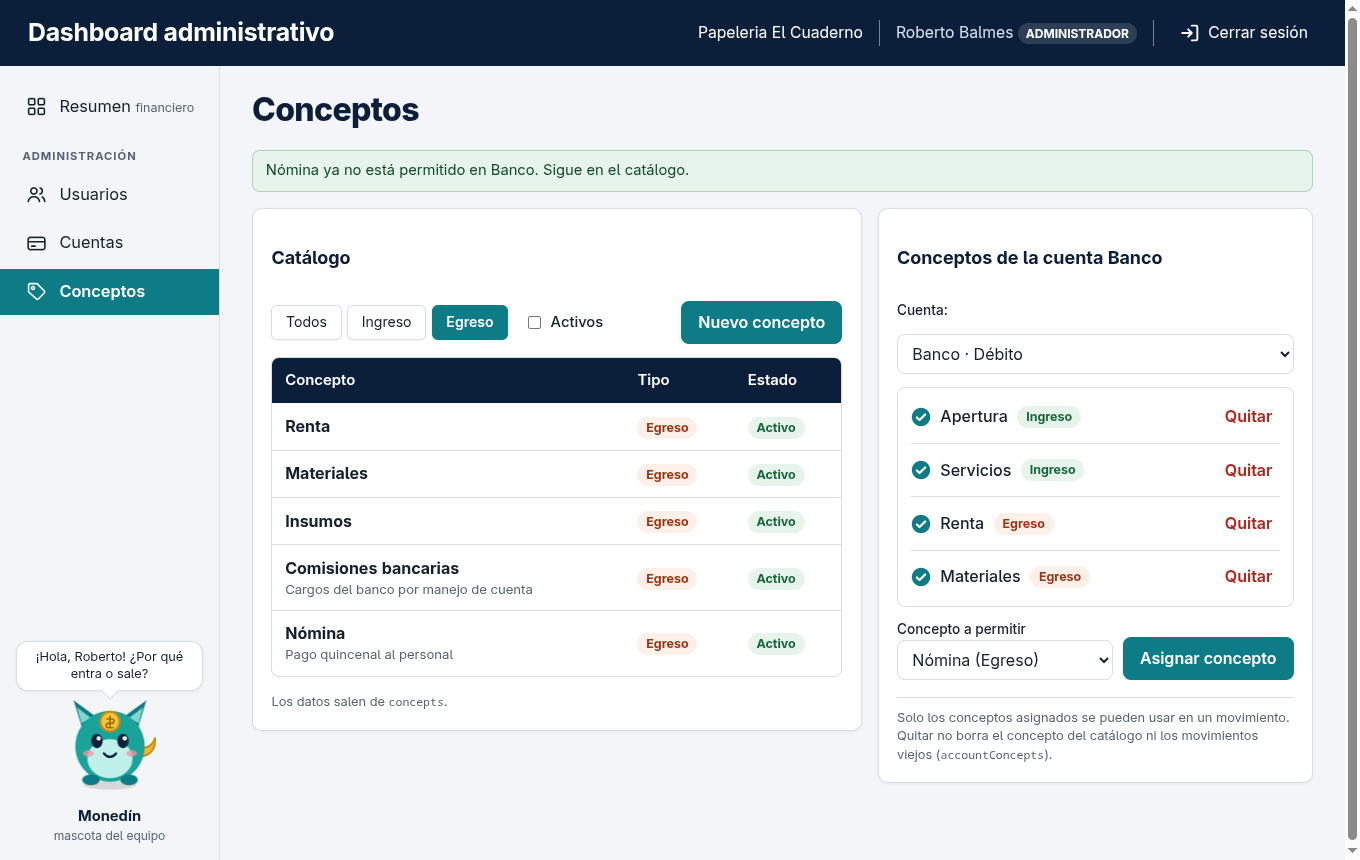 Dashboard administrativo
Papeleria El Cuaderno
Roberto Balmes ADMINISTRADOR
Cerrar sesión
Resumen financiero
ADMINISTRACIÓN
Usuarios
Cuentas
Conceptos
¡Hola, Roberto! ¿Por qué
entra o sale?
Monedín
mascota del equipo
Conceptos
Nómina ya no está permitido en Banco. Sigue en el catálogo.
Catálogo
Todos Ingreso Egreso Activos Nuevo concepto
Concepto Tipo Estado
Renta Egreso Activo
Materiales Egreso Activo
Insumos Egreso Activo
Comisiones bancarias Egreso Activo
Cargos del banco por manejo de cuenta
Nómina Egreso Activo
Pago quincenal al personal
Los datos salen de concepts.
Conceptos de la cuenta Banco
Cuenta:
Banco · Débito
Apertura Ingreso Quitar
Servicios Ingreso Quitar
Renta Egreso Quitar
Materiales Egreso Quitar
Concepto a permitir
Nómina (Egreso) Asignar concepto
Solo los conceptos asignados se pueden usar en un movimiento.
Quitar no borra el concepto del catálogo ni los movimientos
viejos (accountConcepts).